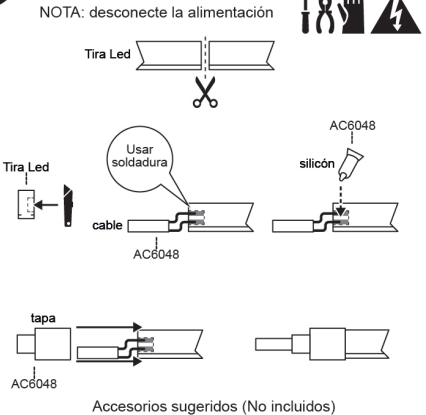 NOTA: desconecte la alimentación
Tira Led
AC6048
Usar
soldadura
silicón
Tira Led
cable
AC6048
tapa
AC6048
Accesorios sugeridos (No incluidos)